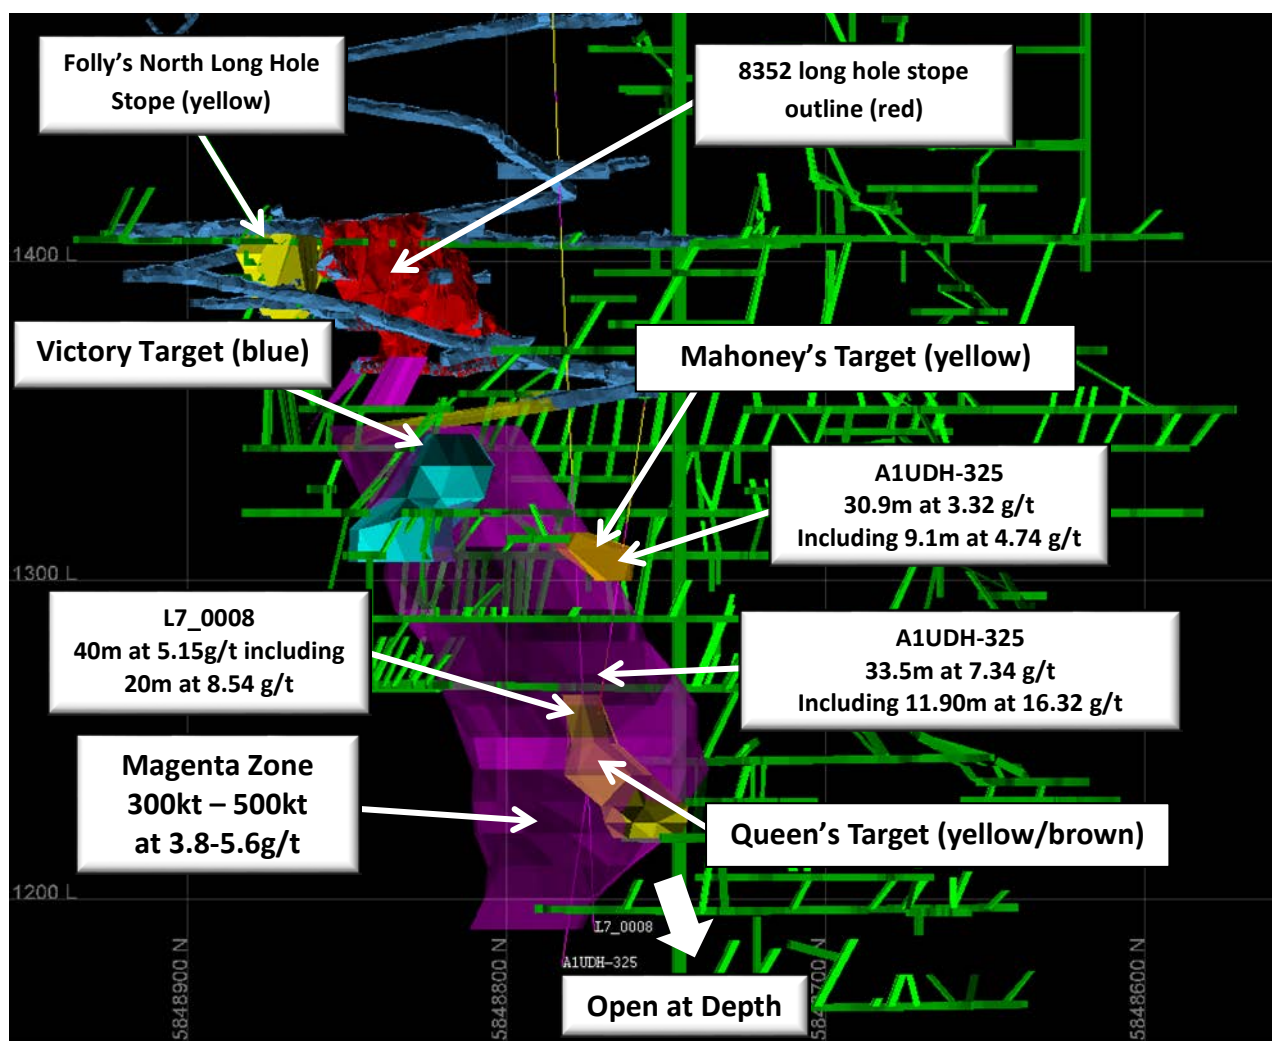 Folly’s North Long Hole
Stope (yellow)
8352 long hole stope
outline (red)
1400 L
Victory Target (blue)
Mahoney’s Target (yellow)
A1UDH-325
30.9m at 3.32 g/t
Including 9.1m at 4.74 g/t
1300 L
L7_0008
40m at 5.15g/t including
20m at 8.54 g/t
A1UDH-325
33.5m at 7.34 g/t
Including 11.90m at 16.32 g/t
Magenta Zone
300kt – 500kt
at 3.8-5.6g/t
Queen’s Target (yellow/brown)
1200 L
L7_0008
A1UDH-325
Open at Depth
5848900 N
5848800 N
5848700 N
5848600 N